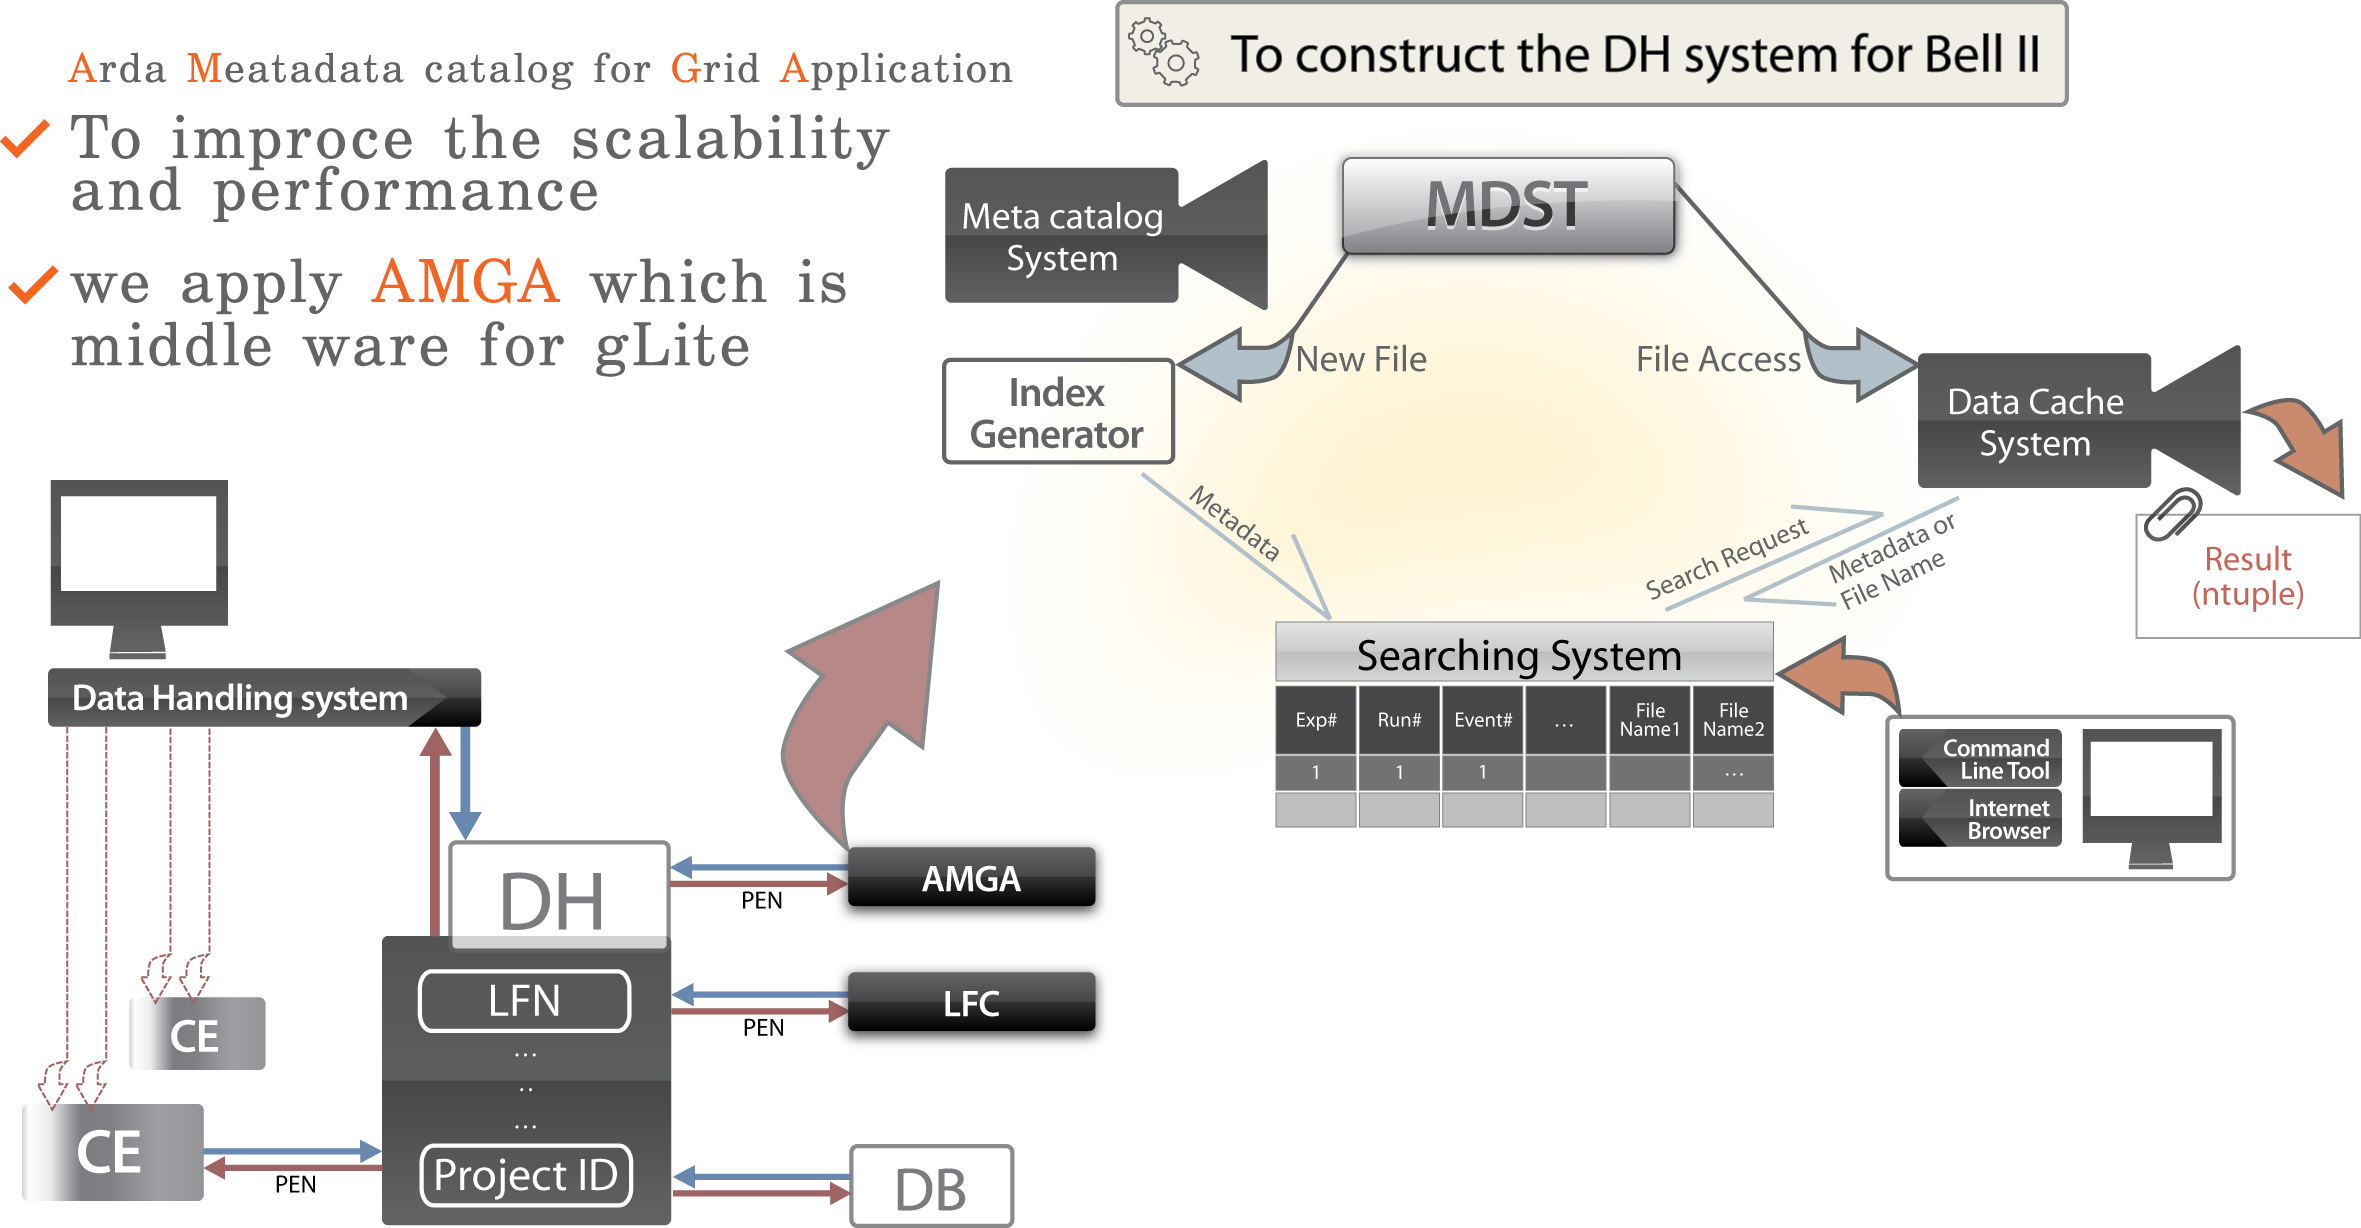 Arda Meatadata catalog for Grid Application
To improce the scalability
and performance
we apply AMGA which is
middle ware for gLite
To construct the DH system for Bell II
Meta catalog
System
MDST
New File
File Access
Index
Generator
Data Cache
System
Metadata
Search Request
Metadata or
File Name
Result
(ntuple)
Searching System
Exp# Run# Event# ... File Name1 File Name2
1 1 1 ...
Command
Line Tool
Internet
Browser
Data Handling system
DH
PEN
AMGA
LFN
PEN
LFC
...
..
...
CE
CE
PEN
Project ID
DB